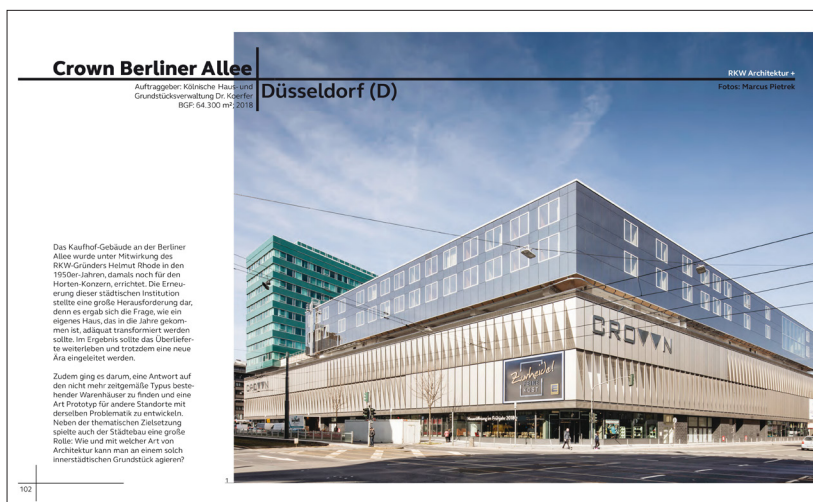 Crown Berliner Allee
Auftraggeber: Kölnische Haus- und
Grundstücksverwaltung Dr. Koerfer
BGF: 64.300 m²; 2018
Düsseldorf (D)
RKW Architektur +
Fotos: Marcus Pietrek
Das Kaufhof-Gebäude an der Berliner
Allee wurde unter Mitwirkung des
RKW-Gründers Helmut Rhode in den
1950er-Jahren, damals noch für den
Horten-Konzern, errichtet. Die Erneu-
erung dieser städtischen Institution
stellte eine große Herausforderung dar,
denn es ergab sich die Frage, wie ein
eigenes Haus, das in die Jahre gekom-
men ist, adäquat transformiert werden
sollte. Im Ergebnis sollte das Überliefer-
te weiterleben und trotzdem eine neue
Ära eingeleitet werden.
Zudem ging es darum, eine Antwort auf
den nicht mehr zeitgemäße Typus beste-
hender Warenhäuser zu finden und eine
Art Prototyp für andere Standorte mit
derselben Problematik zu entwickeln.
Neben der thematischen Zielsetzung
spielte auch der Städtebau eine große
Rolle: Wie und mit welcher Art von
Architektur kann man an einem solch
innerstädtischen Grundstück agieren?
CROWN
CROWN
Zurheide
102
1